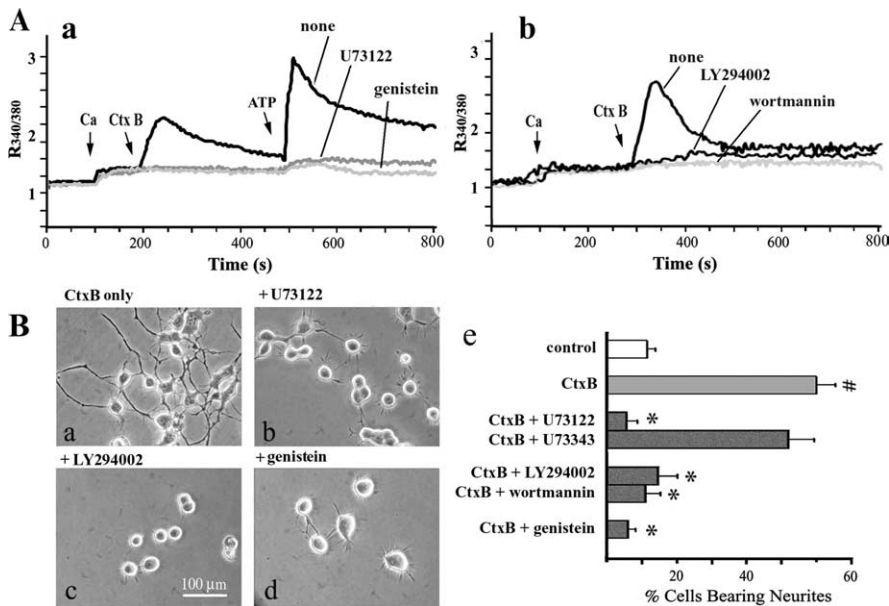 A
a
none
U73122
genistein
ATP
Ca
Ctx B
R340/380
3
2
1
0
200
400
600
800
Time (s)
b
none
LY294002
wortmannin
Ctx B
Ca
R340/380
3
2
1
0
200
400
600
800
Time (s)
B
CtxB only
+ U73122
a
b
+ LY294002
+ genistein
100 µm
c
d
e
control
CtxB
#
CtxB + U73122
*
CtxB + U73343
CtxB + LY294002
*
CtxB + wortmannin
*
CtxB + genistein
*
20
40
60
% Cells Bearing Neurites